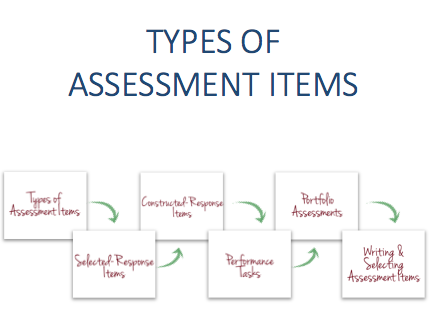 TYPES OF
ASSESSMENT ITEMS
Types of
Assessment Items
Selected-Response
Items
Constructed-Response
Items
Performance
Tasks
Portfolio
Assessments
Writing &
Selecting
Assessment Items